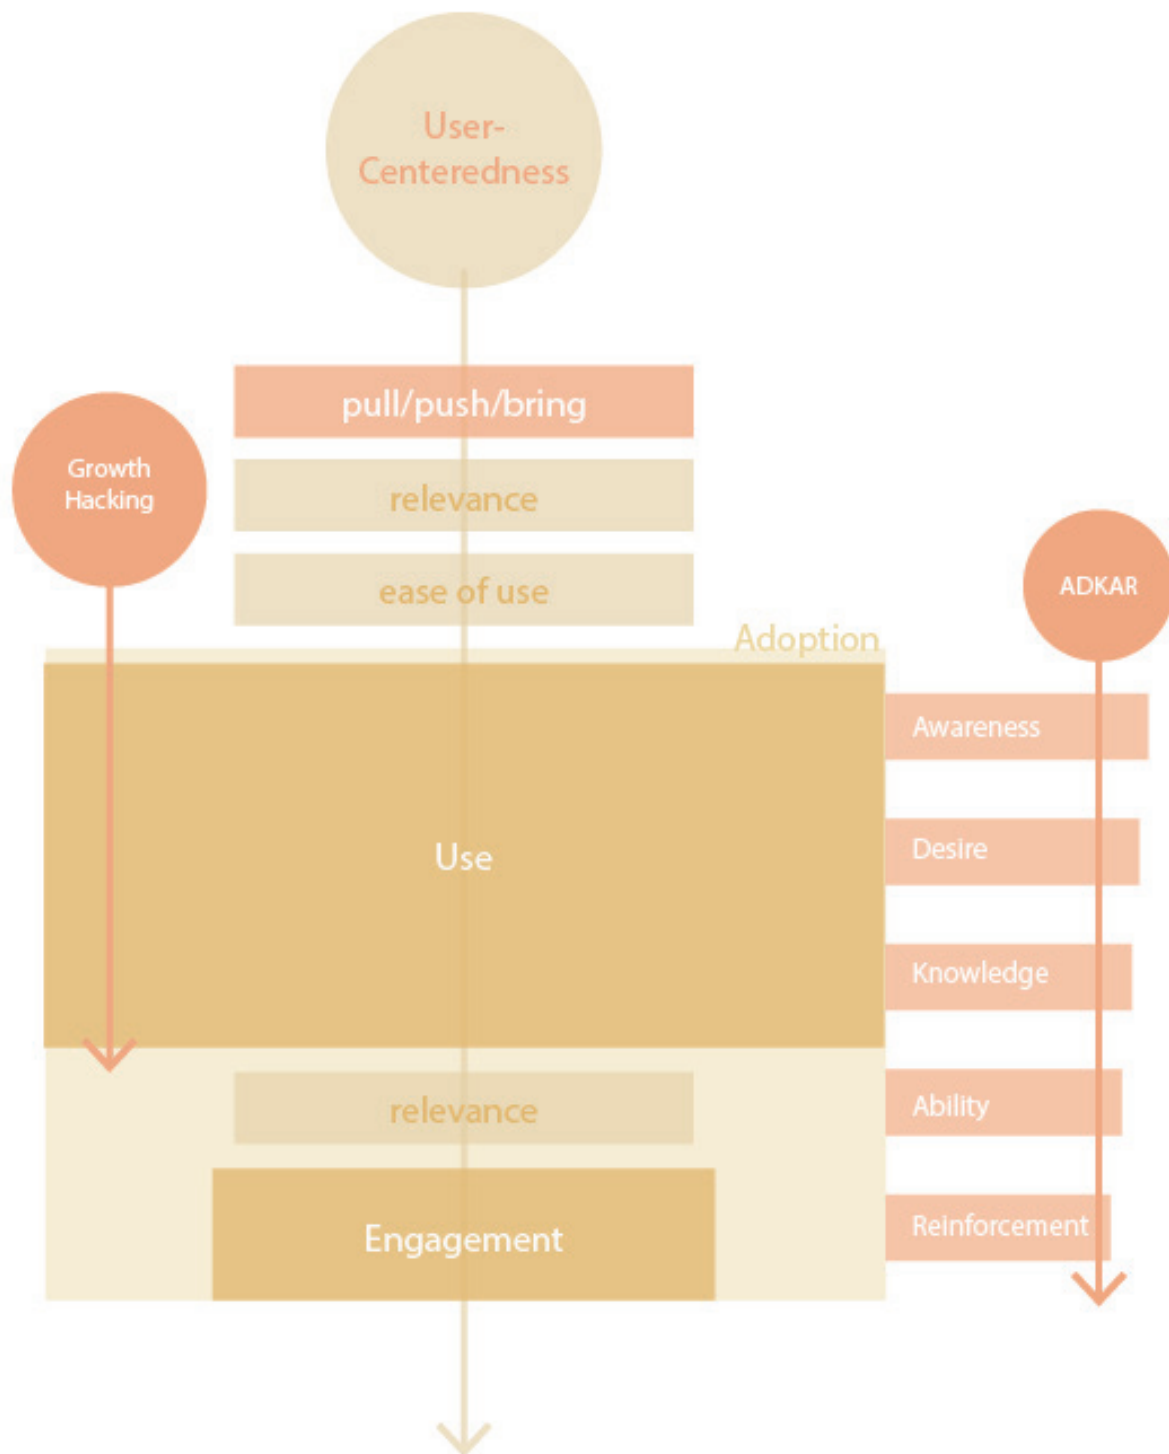 User-
Centeredness
pull/push/bring
Growth
Hacking
relevance
ease of use
ADKAR
Adoption
Awareness
Use
Desire
Knowledge
relevance
Ability
Engagement
Reinforcement